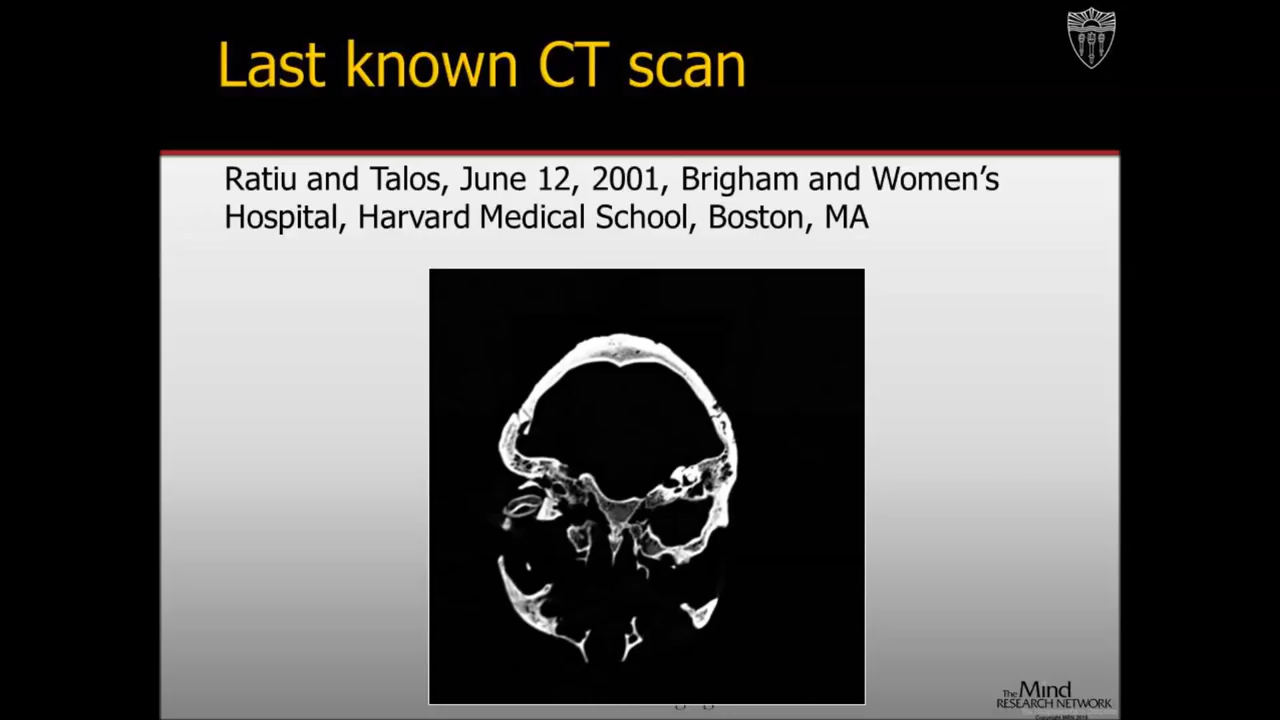 Last known CT scan
Ratiu and Talos, June 12, 2001, Brigham and Women's
Hospital, Harvard Medical School, Boston, MA
The Mind
RESEARCH NETWORK